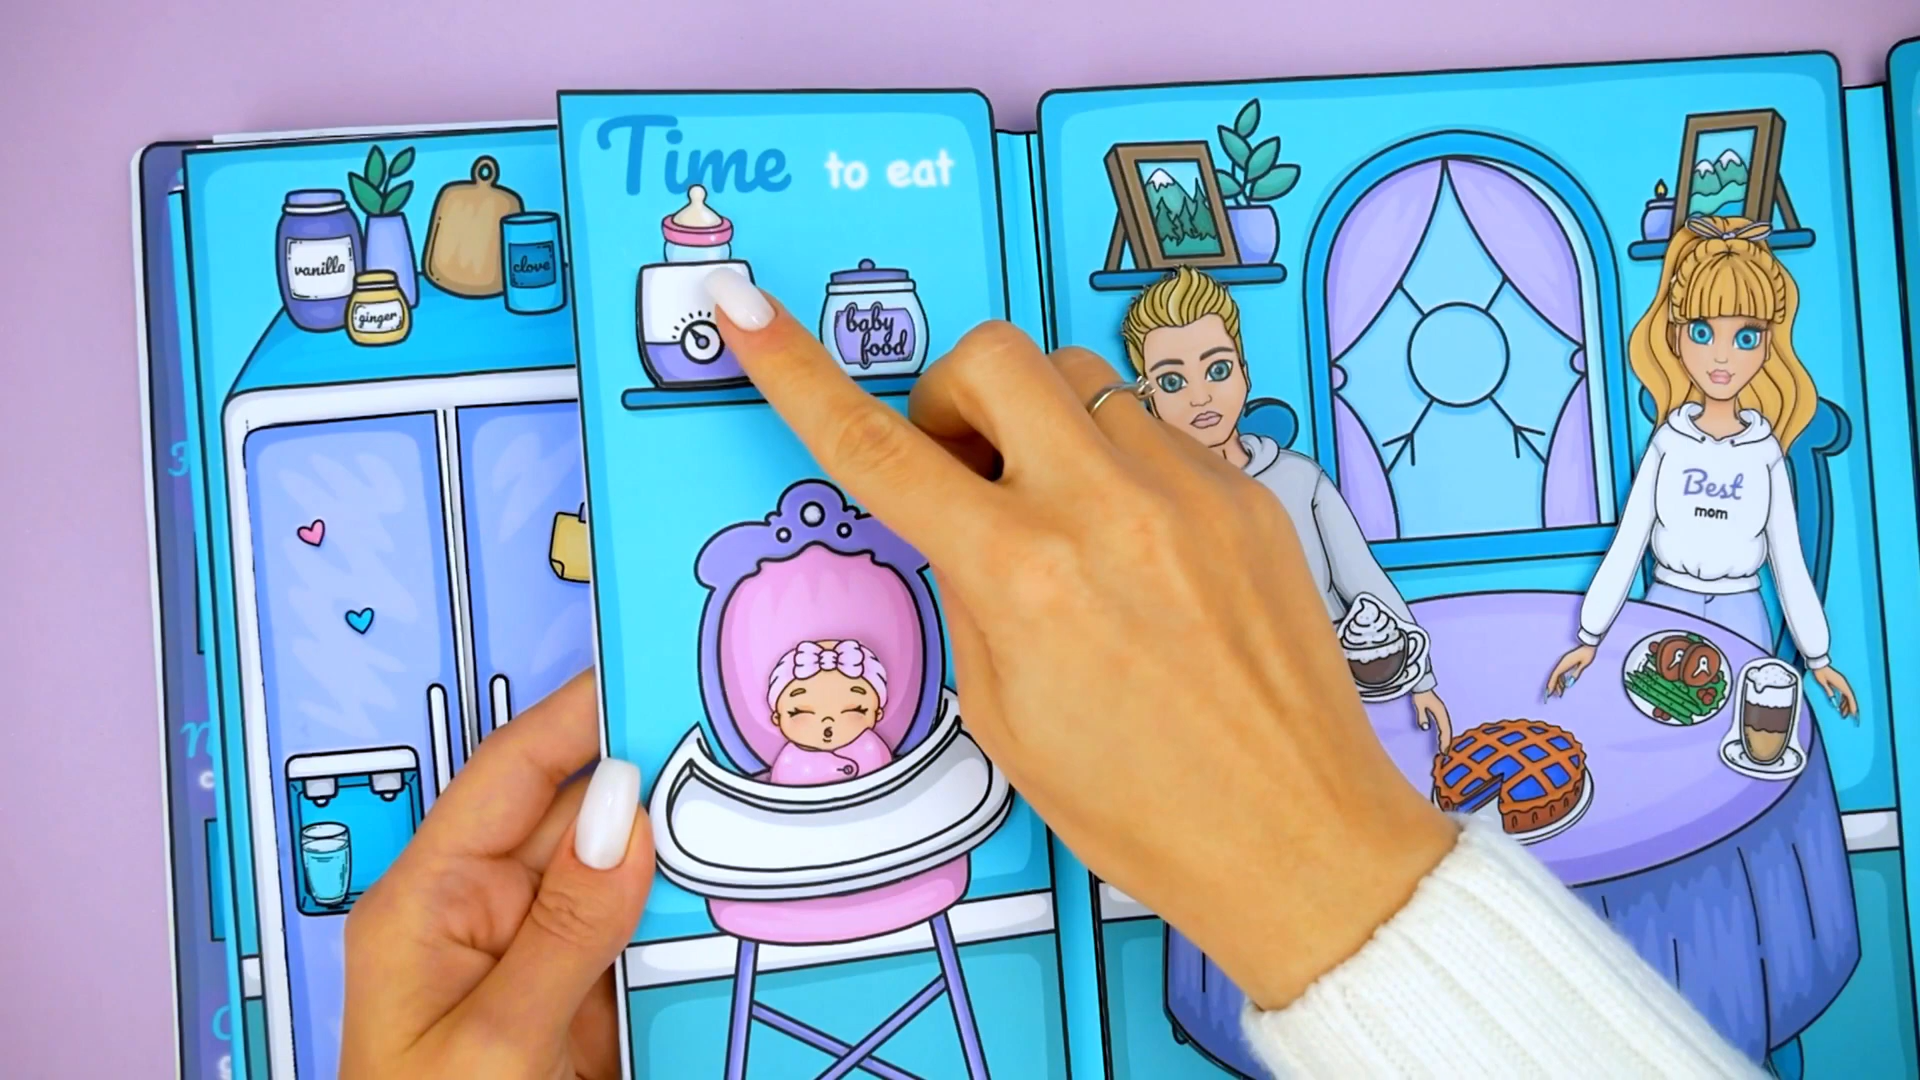 Time to eat
vanilla
ginger
clove
baby
food
Best
mom